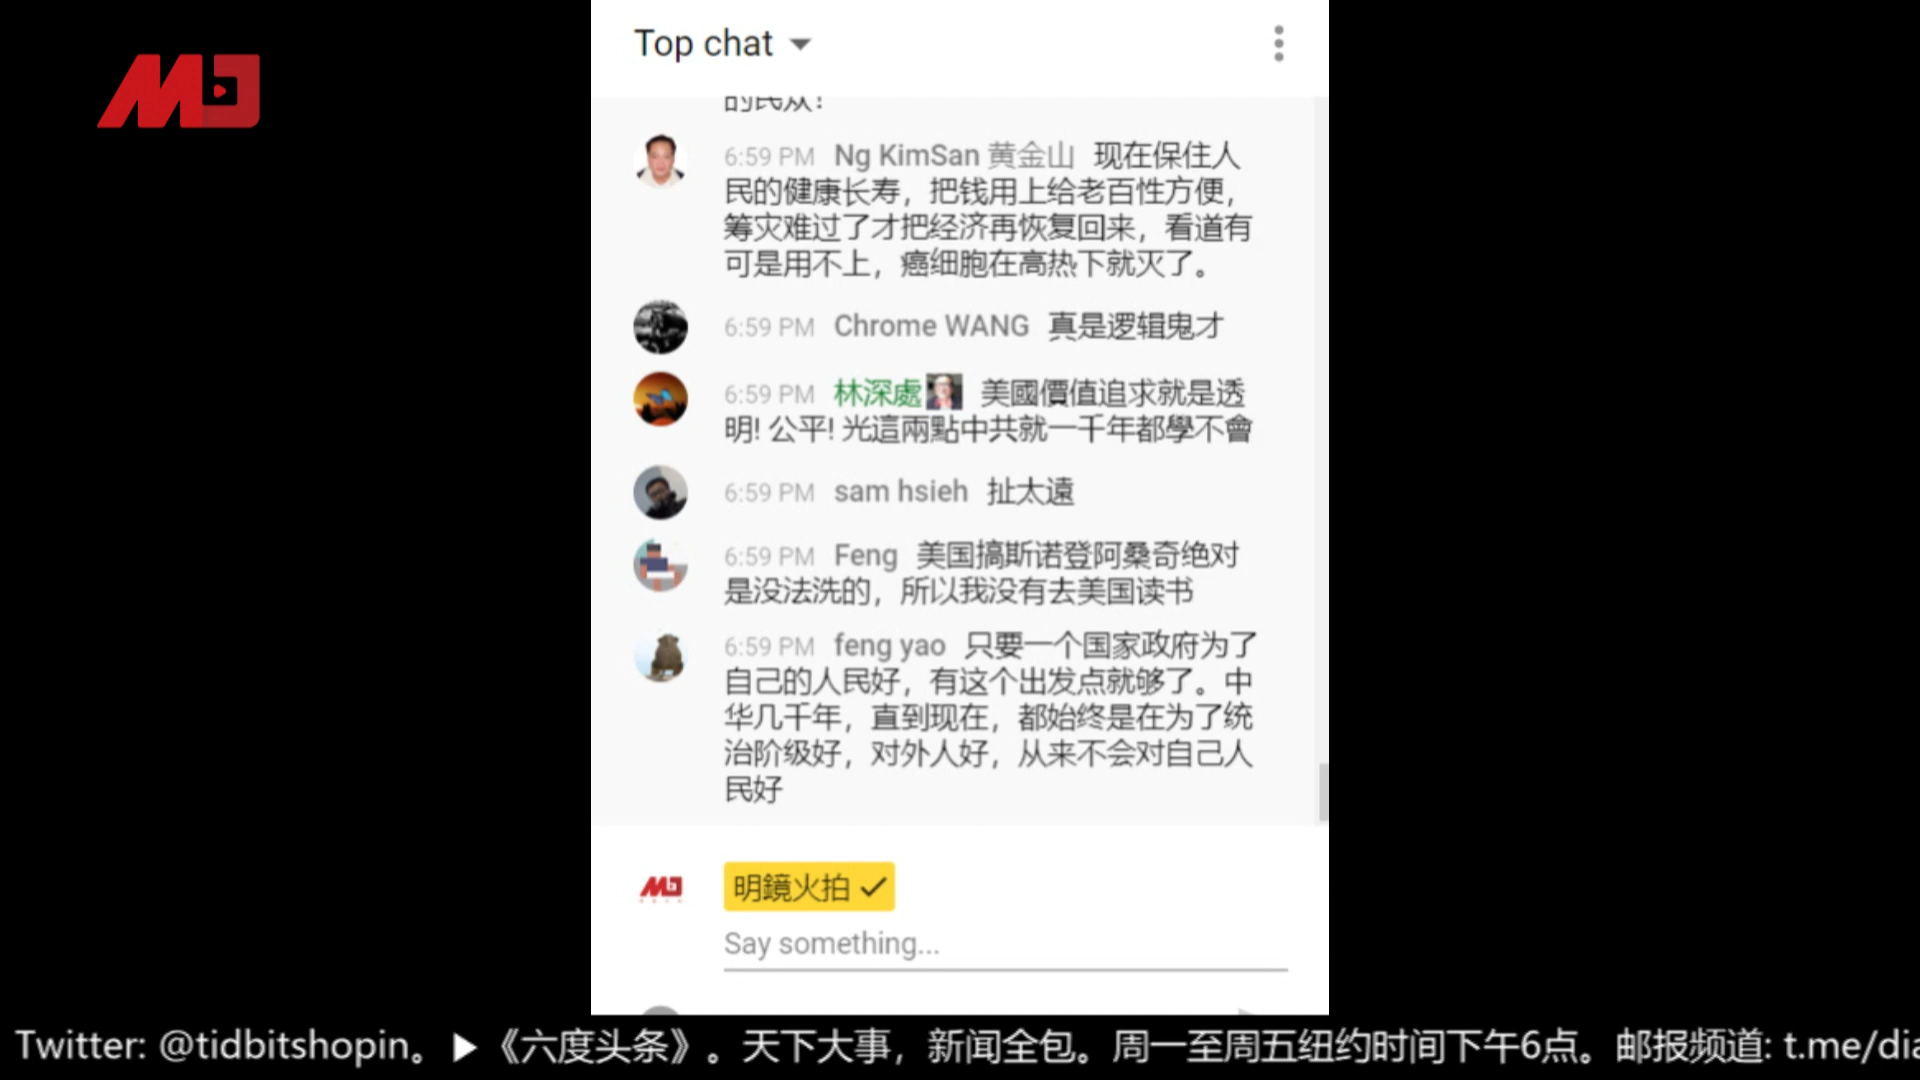 MJ
Top chat
的民众！
6:59 PM Ng KimSan 黄金山 现在保住人
民的健康长寿，把钱用上给老百性方便，
筹灾难过了才把经济再恢复回来，看道有
可是用不上，癌细胞在高热下就灭了。
6:59 PM Chrome WANG 真是逻辑鬼才
6:59 PM 林深處 美國價值追求就是透
明! 公平! 光這兩點中共就一千年都學不會
6:59 PM sam hsieh 扯太遠
6:59 PM Feng 美国搞斯诺登阿桑奇绝对
是没法洗的，所以我没有去美国读书
6:59 PM feng yao 只要一个国家政府为了
自己的人民好，有这个出发点就够了。中
华几千年，直到现在，都始终是在为了统
治阶级好，对外人好，从来不会对自己人
民好
MJ
明鏡火拍 ✓
Say something...
Twitter: @tidbitshopin。▶《六度头条》。天下大事，新闻全包。周一至周五纽约时间下午6点。邮报频道: t.me/dia